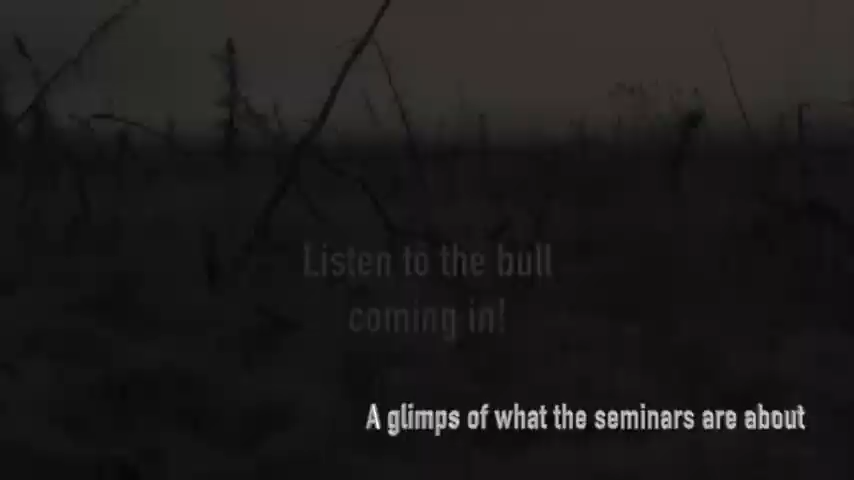 Listen to the bull
coming in!
A glimps of what the seminars are about